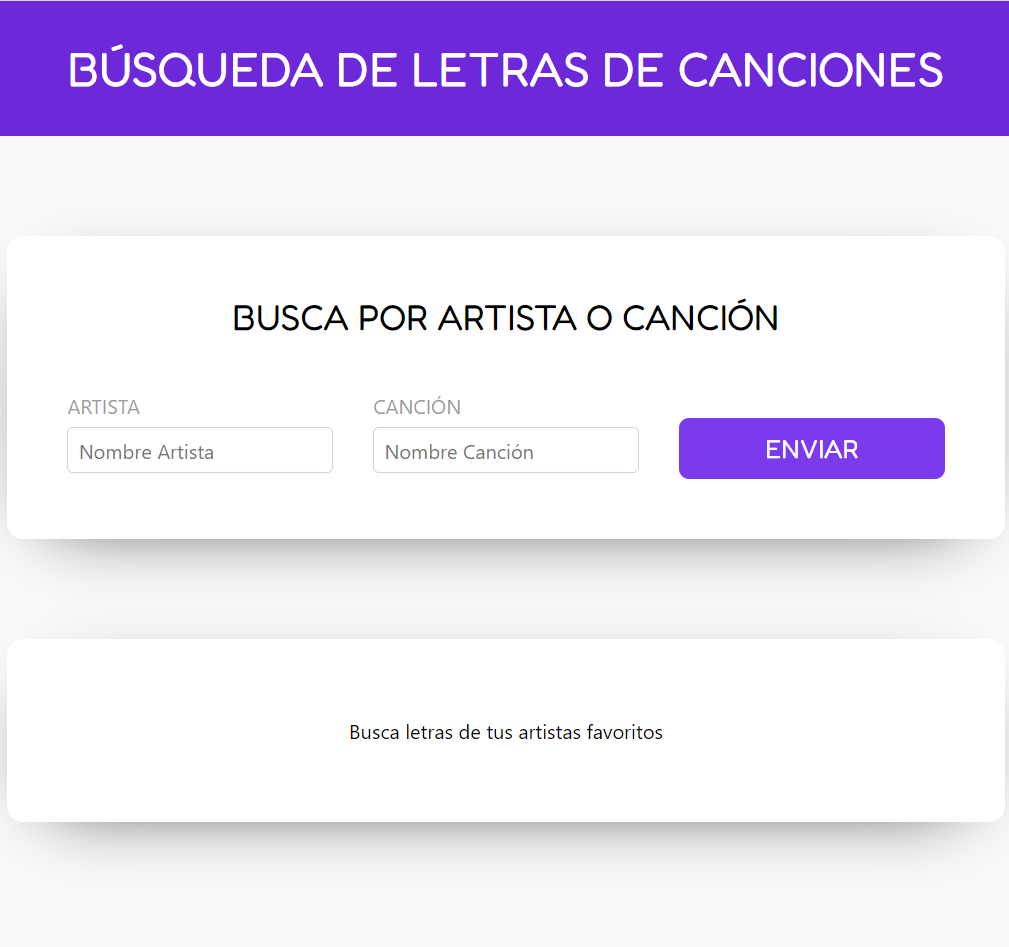 BÚSQUEDA DE LETRAS DE CANCIONES
BUSCA POR ARTISTA O CANCIÓN
ARTISTA
Nombre Artista
CANCIÓN
Nombre Canción
ENVIAR
Busca letras de tus artistas favoritos